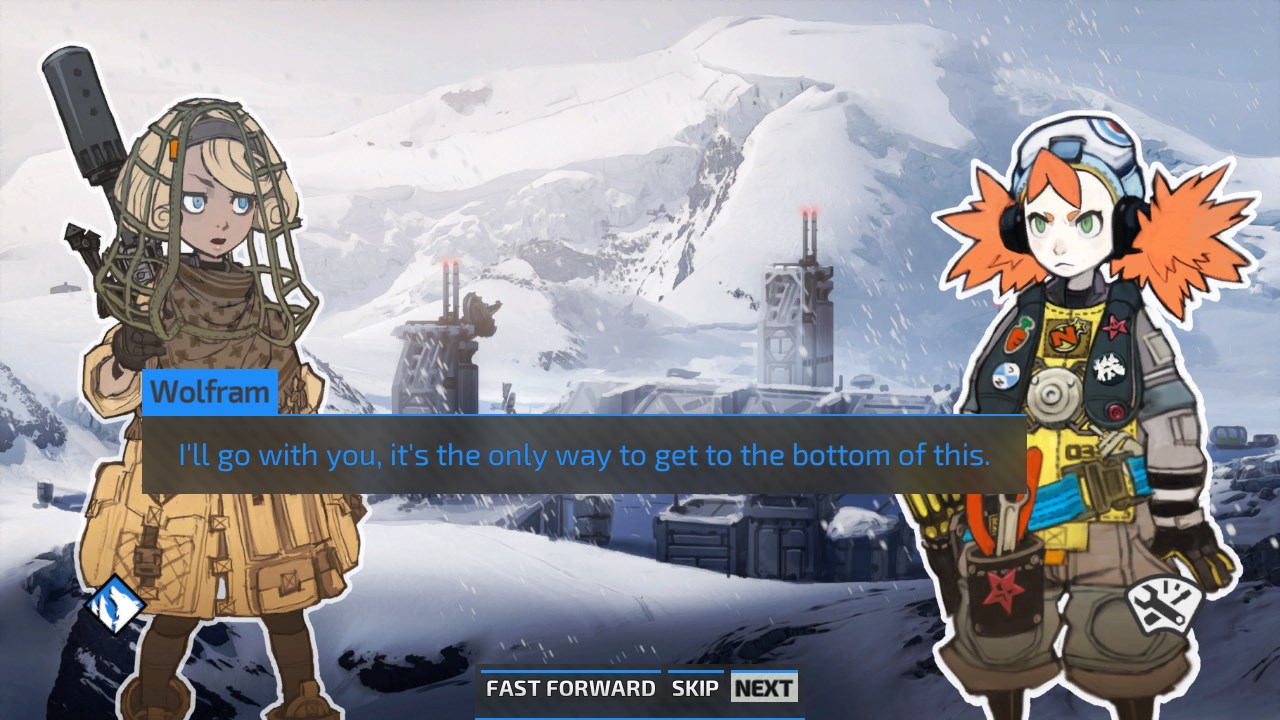 Wolfram
I'll go with you, it's the only way to get to the bottom of this.
N
03
FAST FORWARD SKIP NEXT